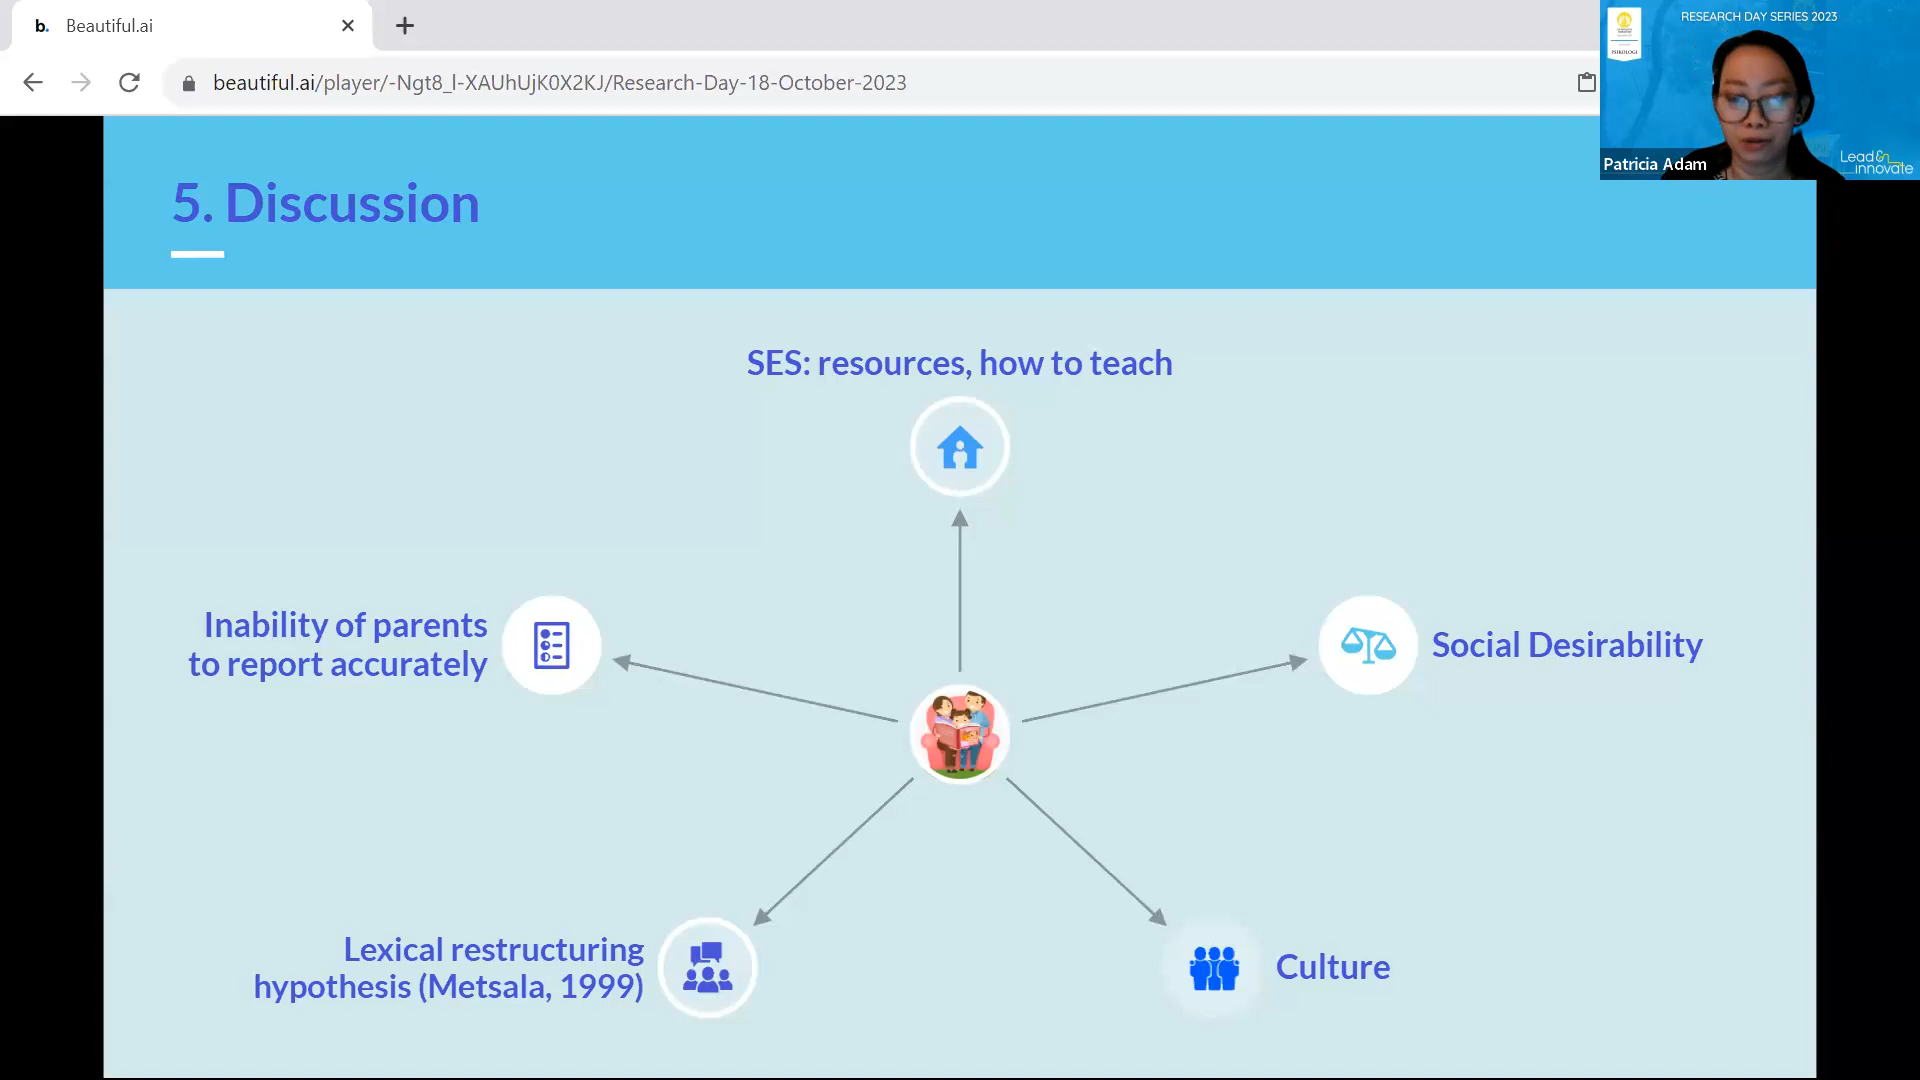 b. Beautiful.ai
beautiful.ai/player/-Ngt8_l-XAUhUjK0X2KJ/Research-Day-18-October-2023
RESEARCH DAY SERIES 2023
PSIKOLOGI
Patricia Adam
Lead &
innovate
5. Discussion
SES: resources, how to teach
Inability of parents
to report accurately
Social Desirability
Lexical restructuring
hypothesis (Metsala, 1999)
Culture